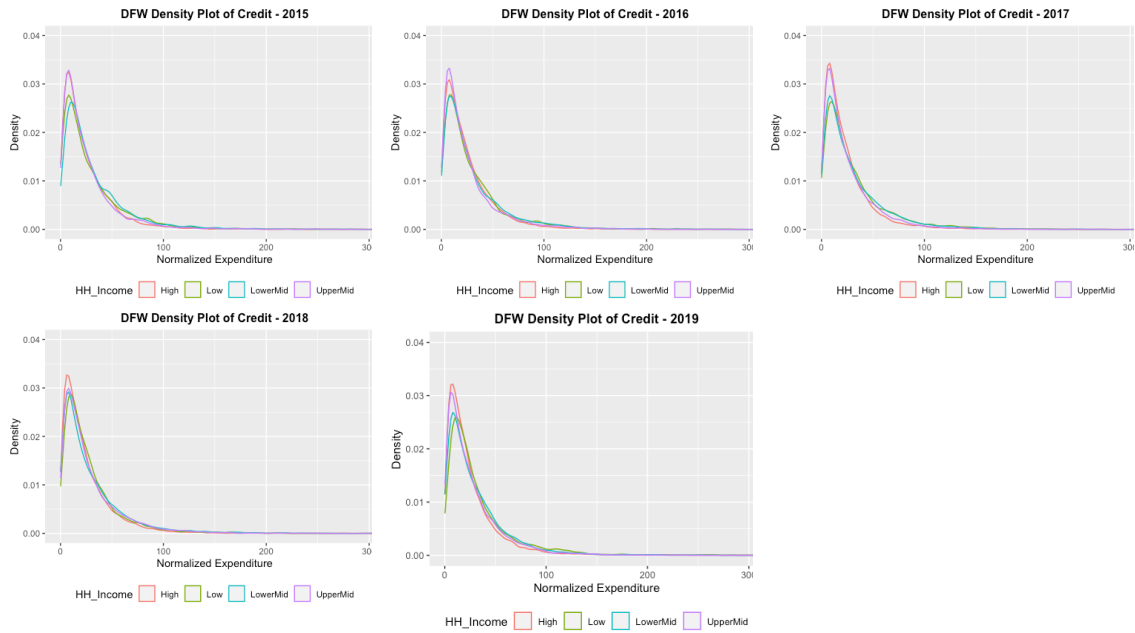 DFW Density Plot of Credit - 2015
0.04
0.03
0.02
0.01
0.00
Density
0
100
200
300
Normalized Expenditure
HH_Income High Low LowerMid UpperMid
DFW Density Plot of Credit - 2016
0.04
0.03
0.02
0.01
0.00
Density
0
100
200
300
Normalized Expenditure
HH_Income High Low LowerMid UpperMid
DFW Density Plot of Credit - 2017
0.04
0.03
0.02
0.01
0.00
Density
0
100
200
300
Normalized Expenditure
HH_Income High Low LowerMid UpperMid
DFW Density Plot of Credit - 2018
0.04
0.03
0.02
0.01
0.00
Density
0
100
200
30
Normalized Expenditure
HH_Income High Low LowerMid UpperMid
DFW Density Plot of Credit - 2019
0.04
0.03
0.02
0.01
0.00
Density
0
100
200
300
Normalized Expenditure
HH_Income High Low LowerMid UpperMid